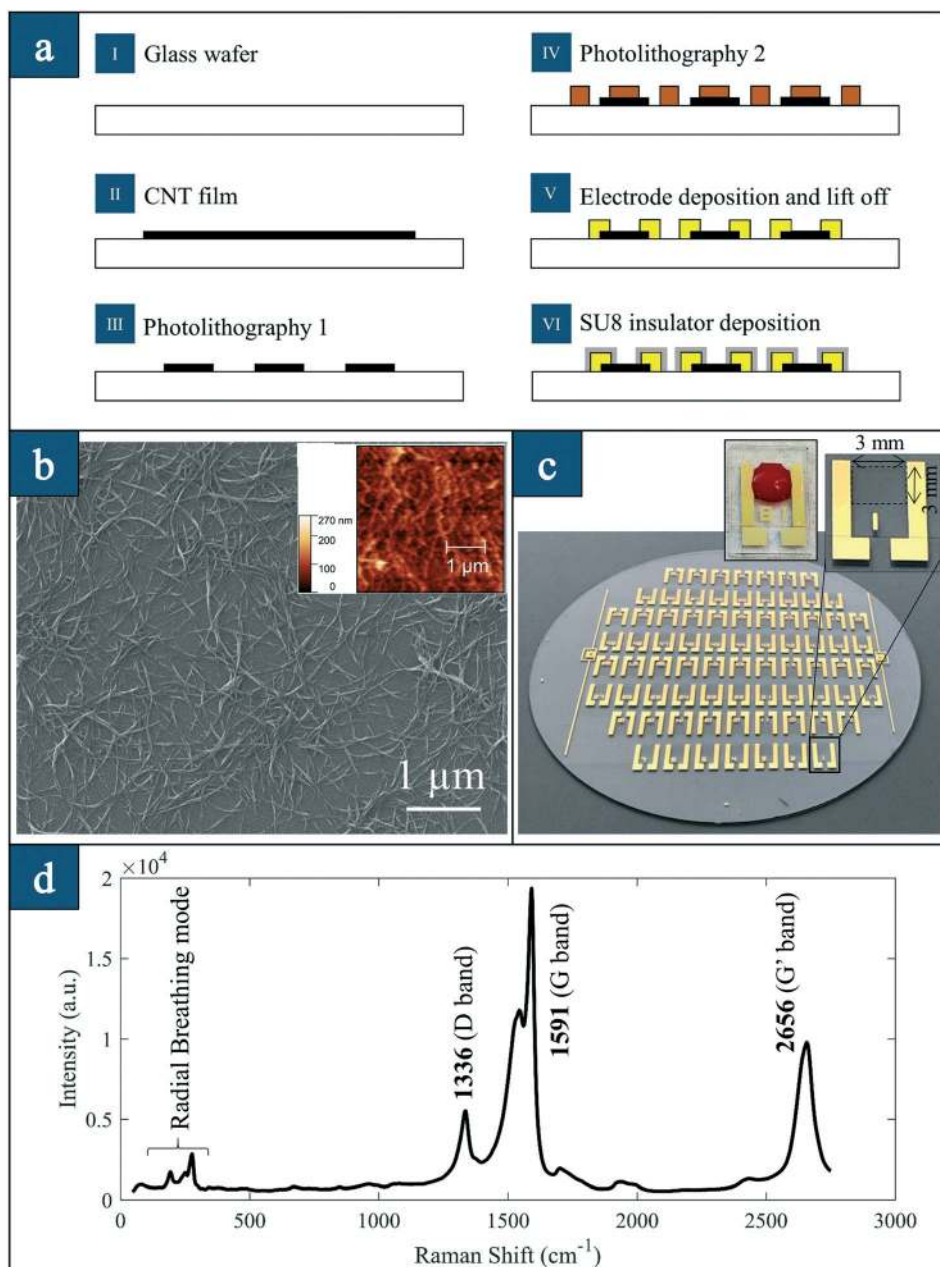 a
I Glass wafer
II CNT film
III Photolithography 1
IV Photolithography 2
V Electrode deposition and lift off
VI SU8 insulator deposition
b
270 nm
200
100
0
1 μm
1 μm
c
3 mm
3 mm
d
×10⁴
2
1.5
1
0.5
0
Intensity (a.u.)
Radial Breathing mode
1336 (D band)
1591 (G band)
2656 (G' band)
0 500 1000 1500 2000 2500 3000
Raman Shift (cm⁻¹)